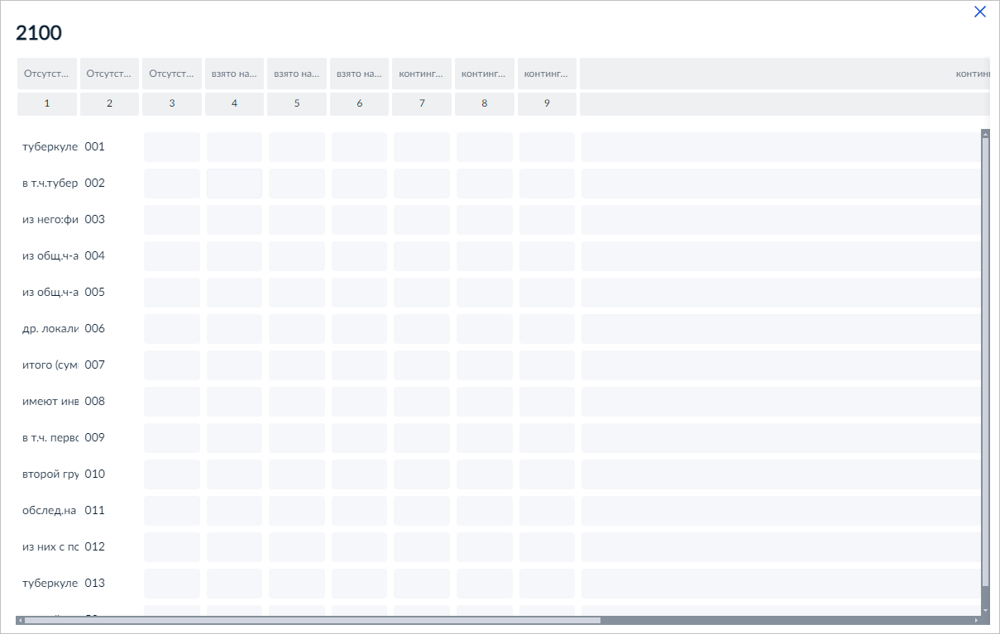 2100
Отсутст... Отсутст... Отсутст... взято на... взято на... взято на... континг... континг... континг... контин
1 2 3 4 5 6 7 8 9
туберкуле 001
в т.ч.тубер 002
из него:фи 003
из общ.ч-а 004
из общ.ч-а 005
др. локали 006
итого (сум 007
имеют инв 008
в т.ч. перво 009
второй гру 010
обслед.на 011
из них с по 012
туберкуле 013